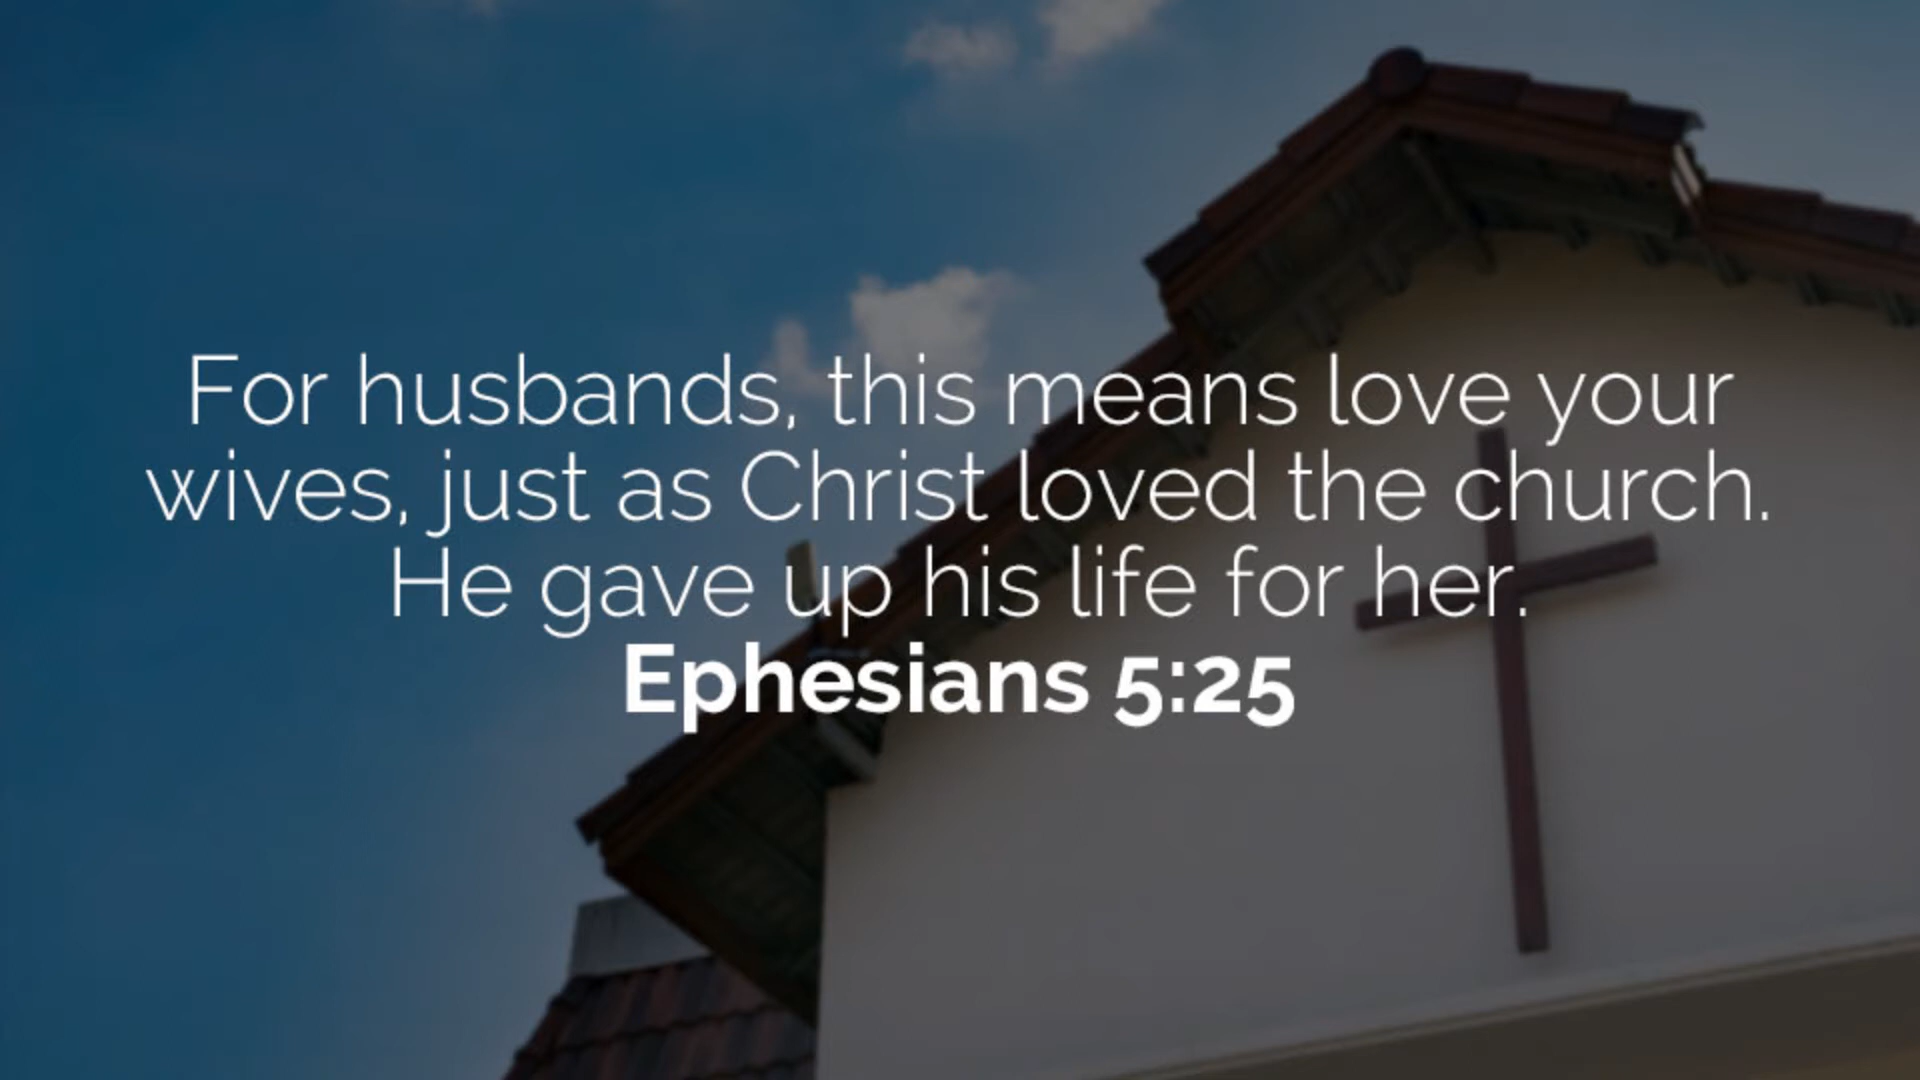 For husbands, this means love your
wives, just as Christ loved the church.
He gave up his life for her.
Ephesians 5:25